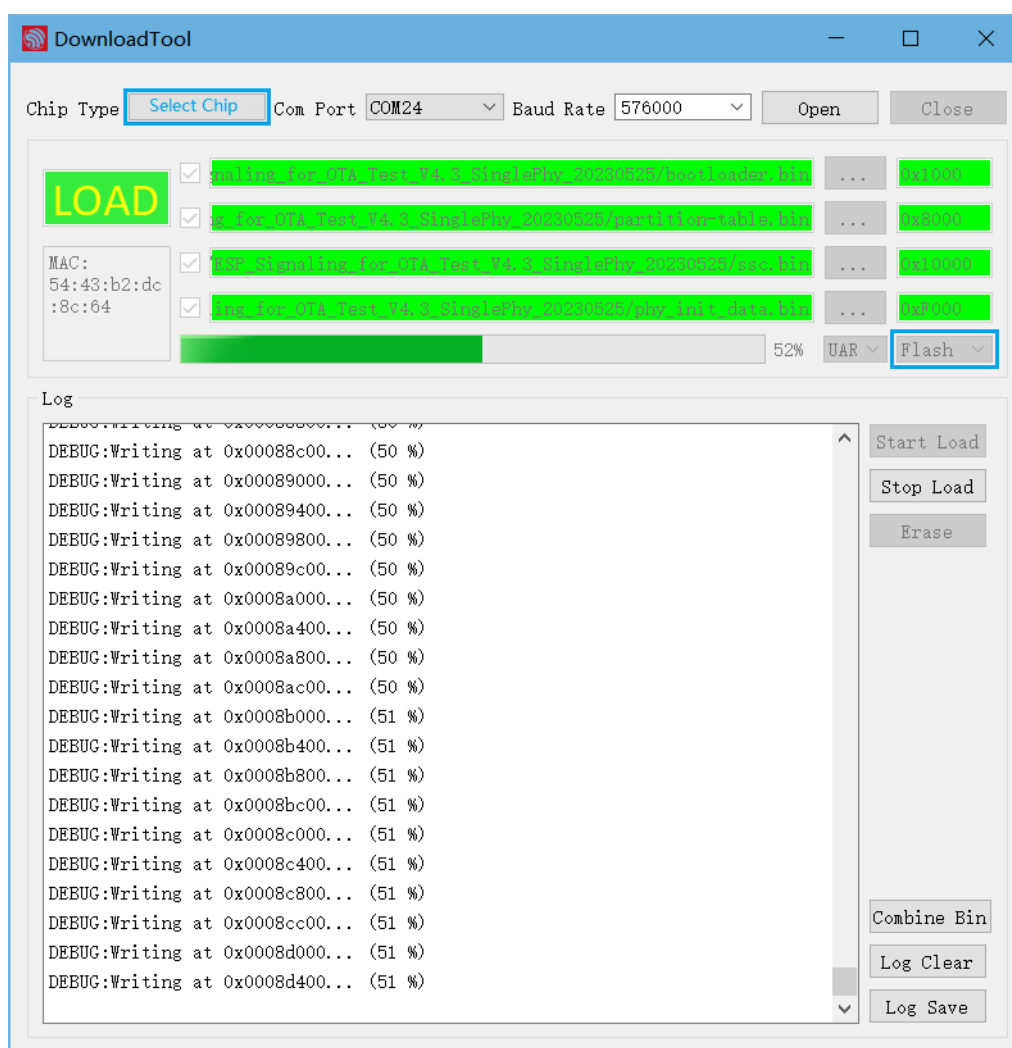 DownloadTool
Chip Type Select Chip Com Port COM24 Baud Rate 576000 Open Close
LOAD
naling_for_OTA_Test_V4.3_SinglePhy_20230525/bootloader.bin ... 0x1000
g_for_OTA_Test_V4.3_SinglePhy_20230525/partition-table.bin ... 0x8000
MAC:
54:43:b2:dc
:8c:64
ESP_Signaling_for_OTA_Test_V4.3_SinglePhy_20230525/ssc.bin ... 0x10000
ing_for_OTA_Test_V4.3_SinglePhy_20230525/phy_init_data.bin ... 0xF000
52% UAR Flash
Log
DEBUG:Writing at 0x00088800... (50 %)
DEBUG:Writing at 0x00088c00... (50 %)
DEBUG:Writing at 0x00089000... (50 %)
DEBUG:Writing at 0x00089400... (50 %)
DEBUG:Writing at 0x00089800... (50 %)
DEBUG:Writing at 0x00089c00... (50 %)
DEBUG:Writing at 0x0008a000... (50 %)
DEBUG:Writing at 0x0008a400... (50 %)
DEBUG:Writing at 0x0008a800... (50 %)
DEBUG:Writing at 0x0008ac00... (50 %)
DEBUG:Writing at 0x0008b000... (51 %)
DEBUG:Writing at 0x0008b400... (51 %)
DEBUG:Writing at 0x0008b800... (51 %)
DEBUG:Writing at 0x0008bc00... (51 %)
DEBUG:Writing at 0x0008c000... (51 %)
DEBUG:Writing at 0x0008c400... (51 %)
DEBUG:Writing at 0x0008c800... (51 %)
DEBUG:Writing at 0x0008cc00... (51 %)
DEBUG:Writing at 0x0008d000... (51 %)
DEBUG:Writing at 0x0008d400... (51 %)
Start Load
Stop Load
Erase
Combine Bin
Log Clear
Log Save